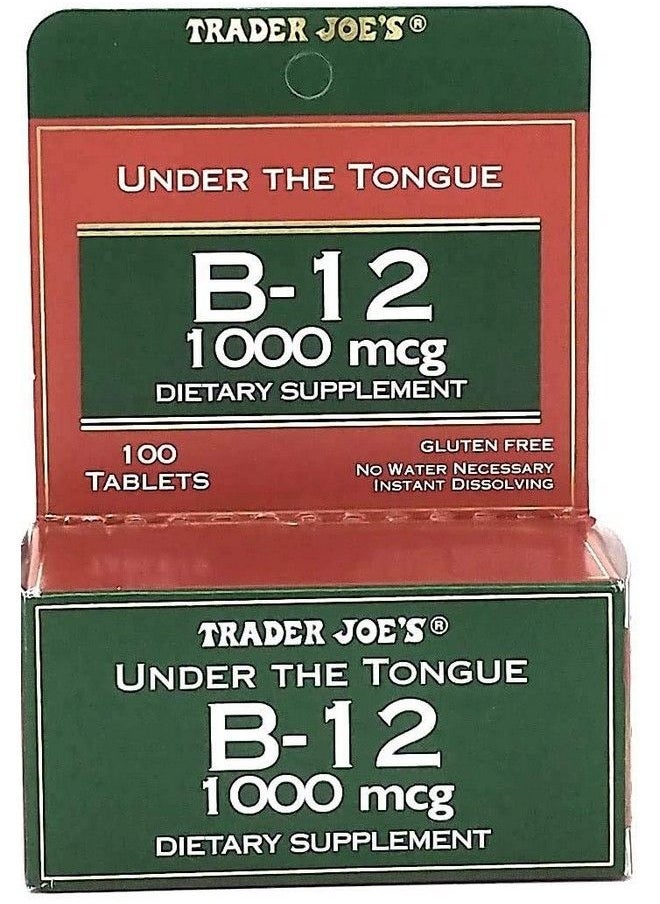 TRADER JOE'S®
UNDER THE TONGUE
B-12
1000 mcg
DIETARY SUPPLEMENT
100
TABLETS
GLUTEN FREE
NO WATER NECESSARY
INSTANT DISSOLVING
TRADER JOE'S®
UNDER THE TONGUE
B-12
1000 mcg
DIETARY SUPPLEMENT